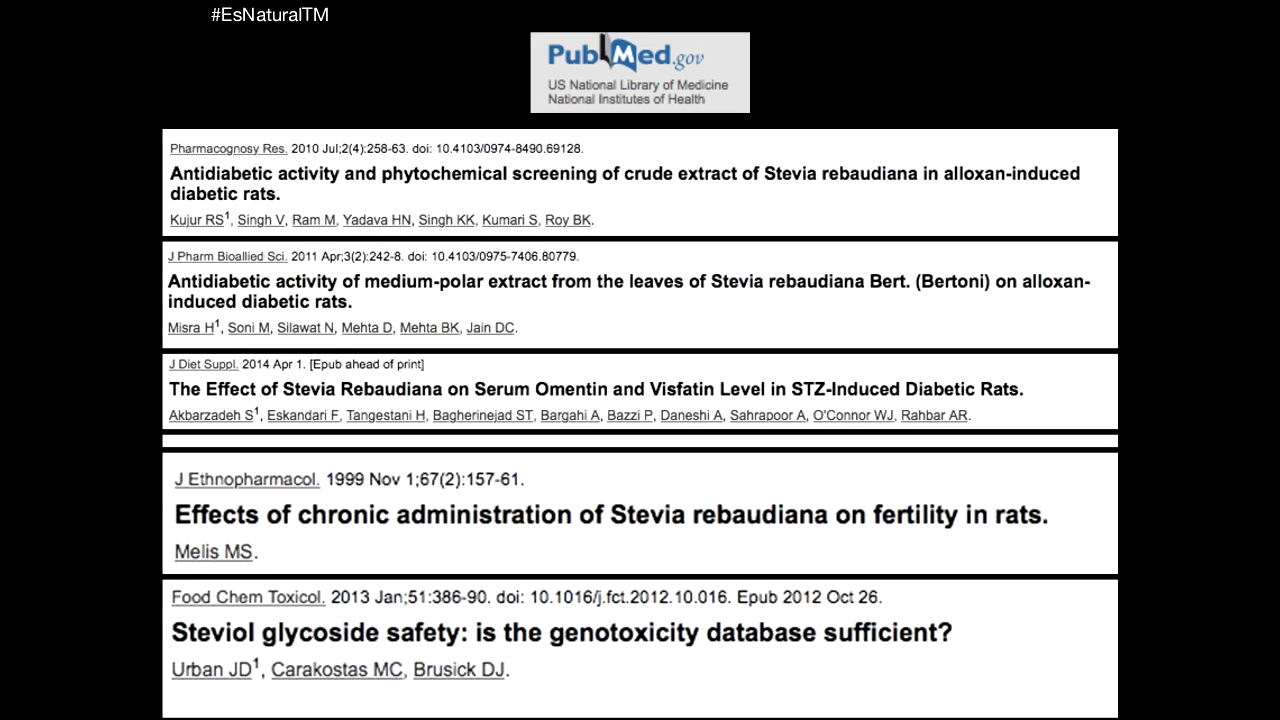 #EsNaturalTM
PubMed.gov
US National Library of Medicine
National Institutes of Health
Pharmacognosy Res. 2010 Jul;2(4):258-63. doi: 10.4103/0974-8490.69128.
Antidiabetic activity and phytochemical screening of crude extract of Stevia rebaudiana in alloxan-induced
diabetic rats.
Kujur RS1, Singh V, Ram M, Yadava HN, Singh KK, Kumari S, Roy BK.
J Pharm Bioallied Sci. 2011 Apr;3(2):242-8. doi: 10.4103/0975-7406.80779.
Antidiabetic activity of medium-polar extract from the leaves of Stevia rebaudiana Bert. (Bertoni) on alloxan-
induced diabetic rats.
Misra H1, Soni M, Silawat N, Mehta D, Mehta BK, Jain DC.
J Diet Suppl. 2014 Apr 1. [Epub ahead of print]
The Effect of Stevia Rebaudiana on Serum Omentin and Visfatin Level in STZ-Induced Diabetic Rats.
Akbarzadeh S1, Eskandari F, Tangestani H, Bagherinejad ST, Bargahi A, Bazzi P, Daneshi A, Sahrapoor A, O'Connor WJ, Rahbar AR.
J Ethnopharmacol. 1999 Nov 1;67(2):157-61.
Effects of chronic administration of Stevia rebaudiana on fertility in rats.
Melis MS.
Food Chem Toxicol. 2013 Jan;51:386-90. doi: 10.1016/j.fct.2012.10.016. Epub 2012 Oct 26.
Steviol glycoside safety: is the genotoxicity database sufficient?
Urban JD1, Carakostas MC, Brusick DJ.